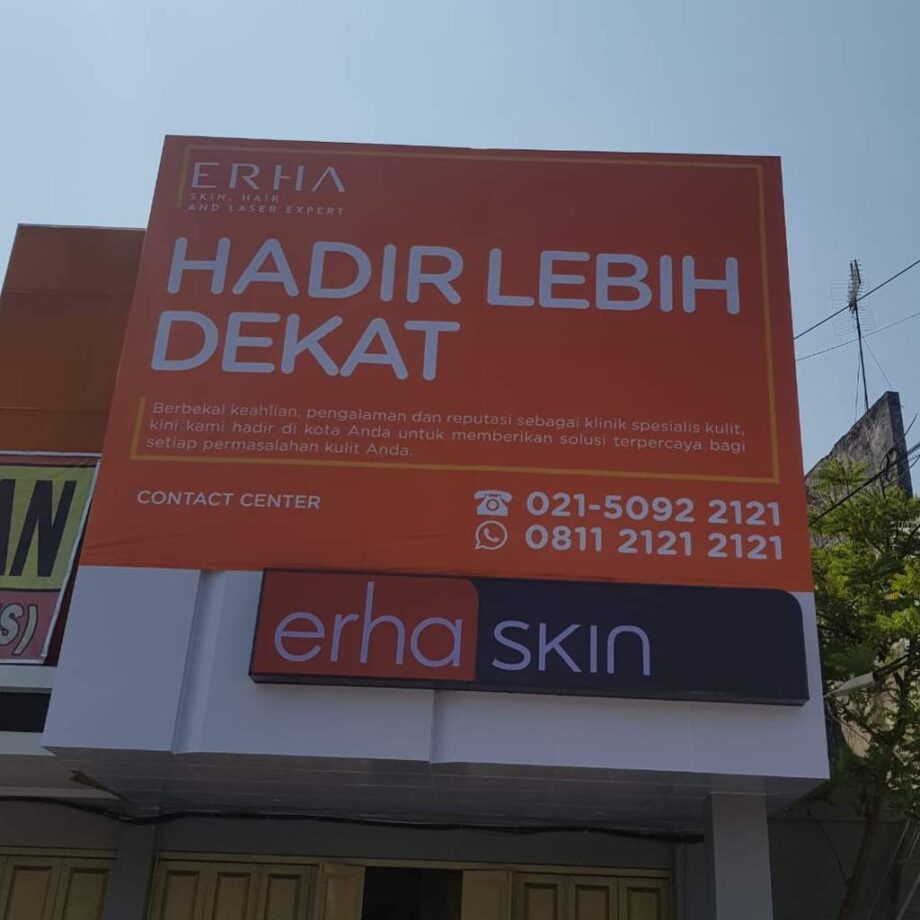 ERHA
SKIN, HAIR
AND LASER EXPERT
HADIR LEBIH
DEKAT
Berbekal keahlian, pengalaman dan reputasi sebagai klinik spesialis kulit,
kini kami hadir di kota Anda untuk memberikan solusi terpercaya bagi
setiap permasalahan kulit Anda.
CONTACT CENTER
021-5092 2121
0811 2121 2121
erha SKIN
AN
S)